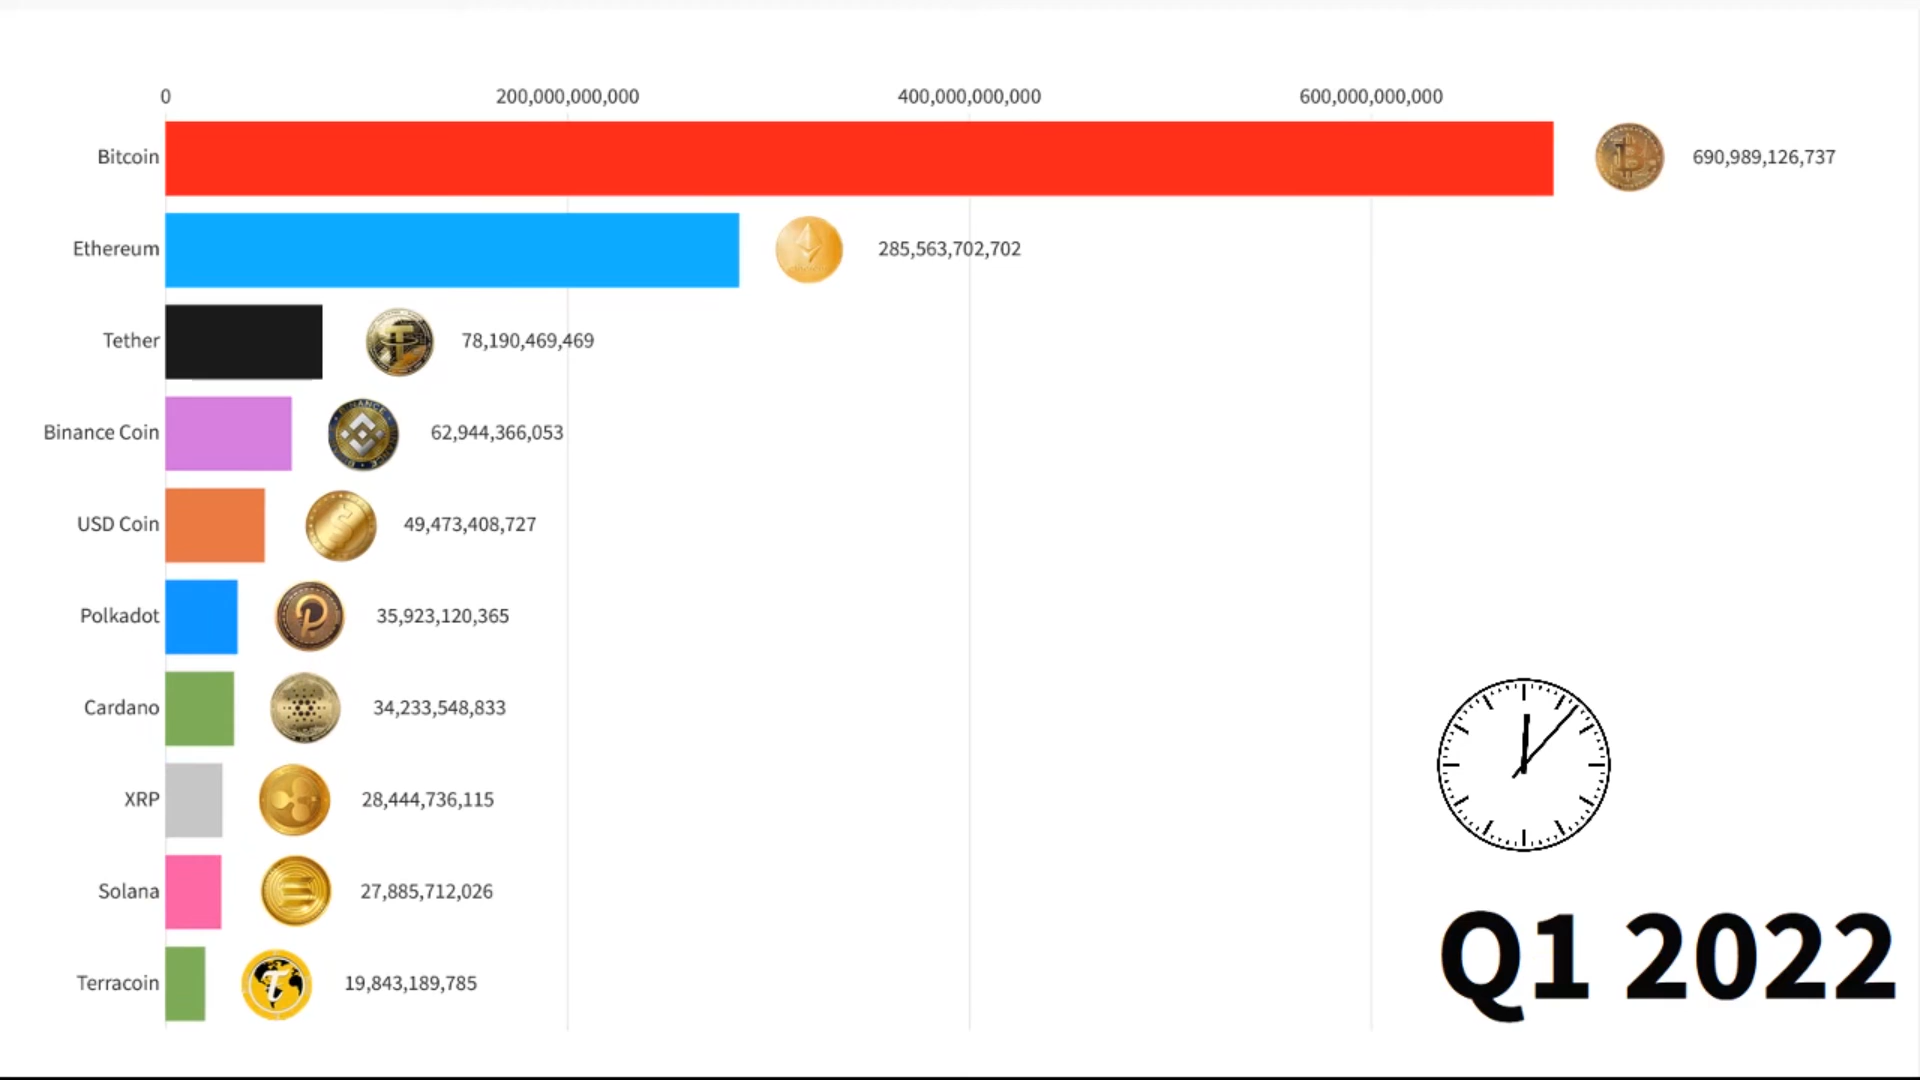 0 200,000,000,000 400,000,000,000 600,000,000,000
Bitcoin 690,989,126,737
Ethereum 285,563,702,702
Tether 78,190,469,469
Binance Coin 62,944,366,053
USD Coin 49,473,408,727
Polkadot 35,923,120,365
Cardano 34,233,548,833
XRP 28,444,736,115
Solana 27,885,712,026
Terracoin 19,843,189,785
Q1 2022